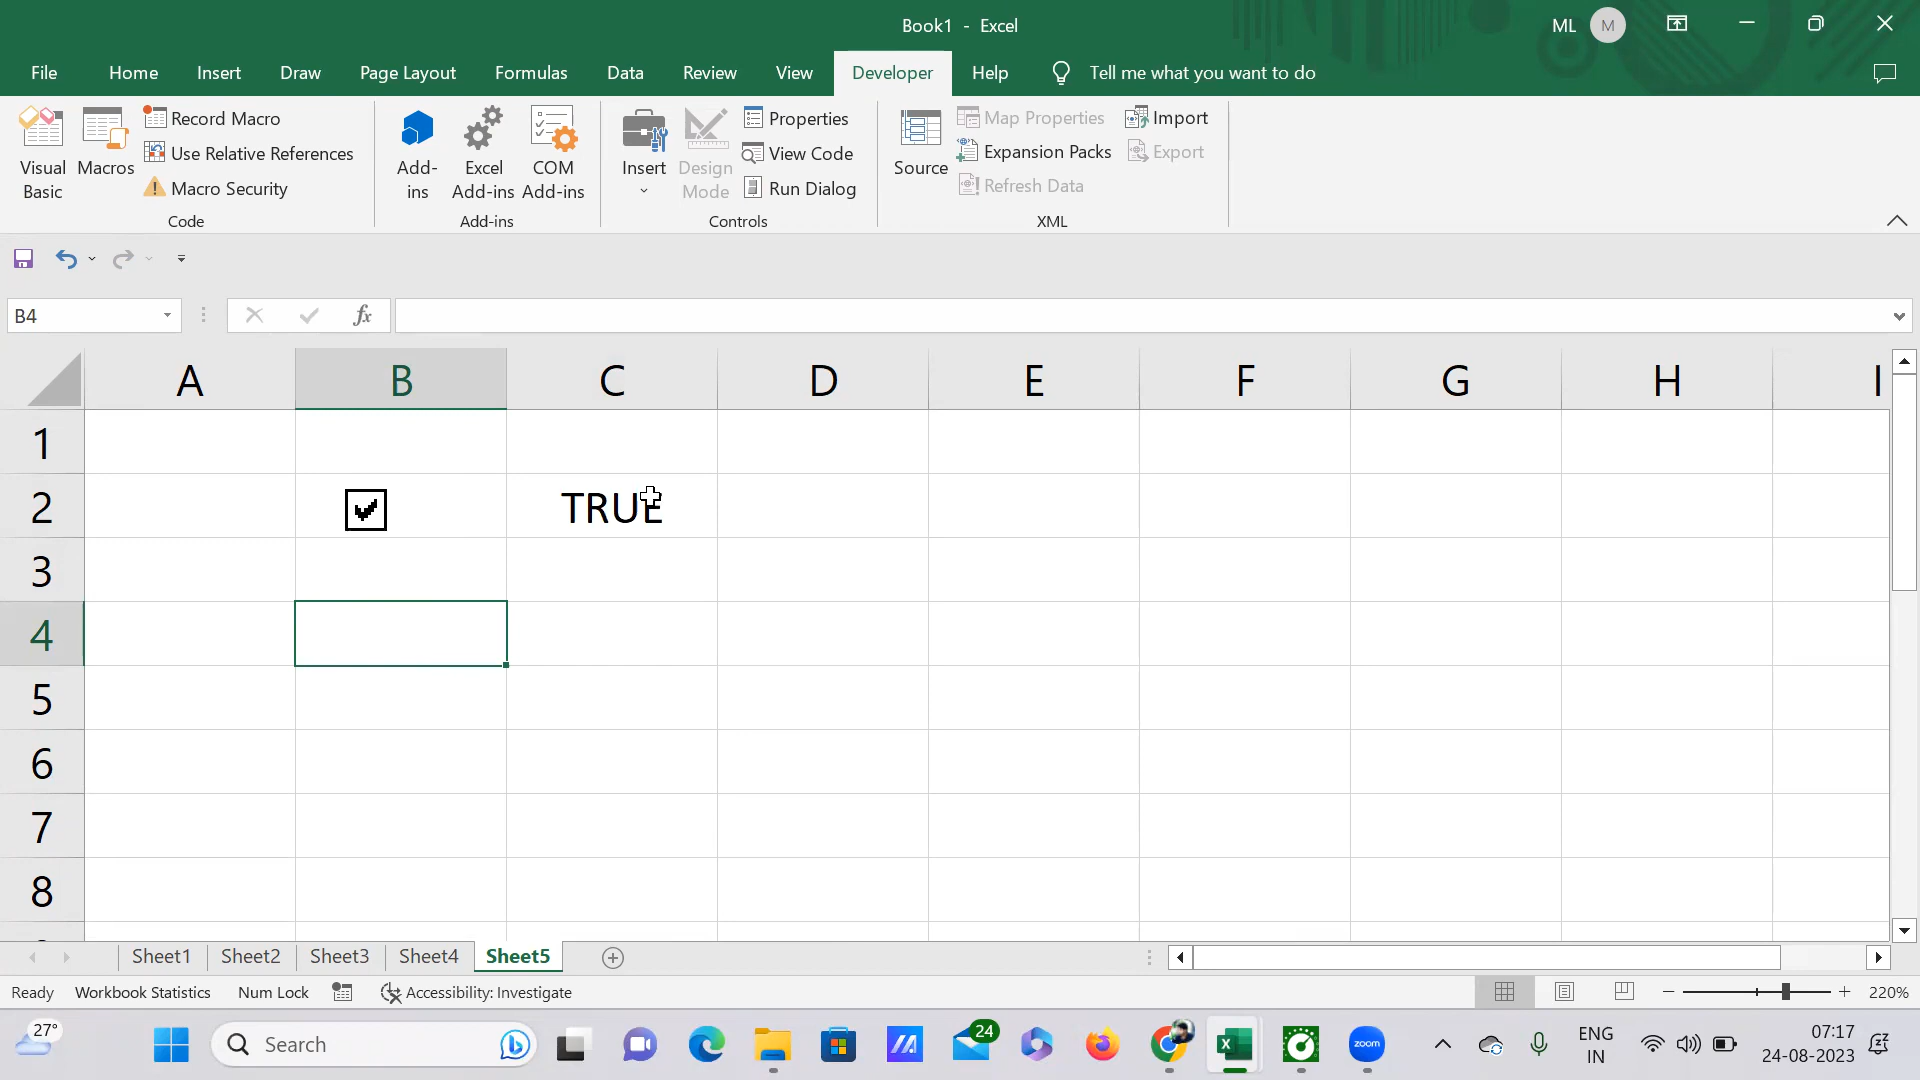 Book1 - Excel
ML M
File Home Insert Draw Page Layout Formulas Data Review View Developer Help Tell me what you want to do
Visual Basic
Macros
Record Macro
Use Relative References
Macro Security
Code
Add-ins
Excel Add-ins
COM Add-ins
Add-ins
Insert
Design Mode
Properties
View Code
Run Dialog
Controls
Source
Map Properties
Expansion Packs
Refresh Data
Import
Export
XML
B4 fx
A B C D E F G H I
1
2 TRUE
3
4
5
6
7
8
Sheet1 Sheet2 Sheet3 Sheet4 Sheet5
Ready Workbook Statistics Num Lock Accessibility: Investigate 220%
27° Search 24 zoom ENG IN 07:17 24-08-2023